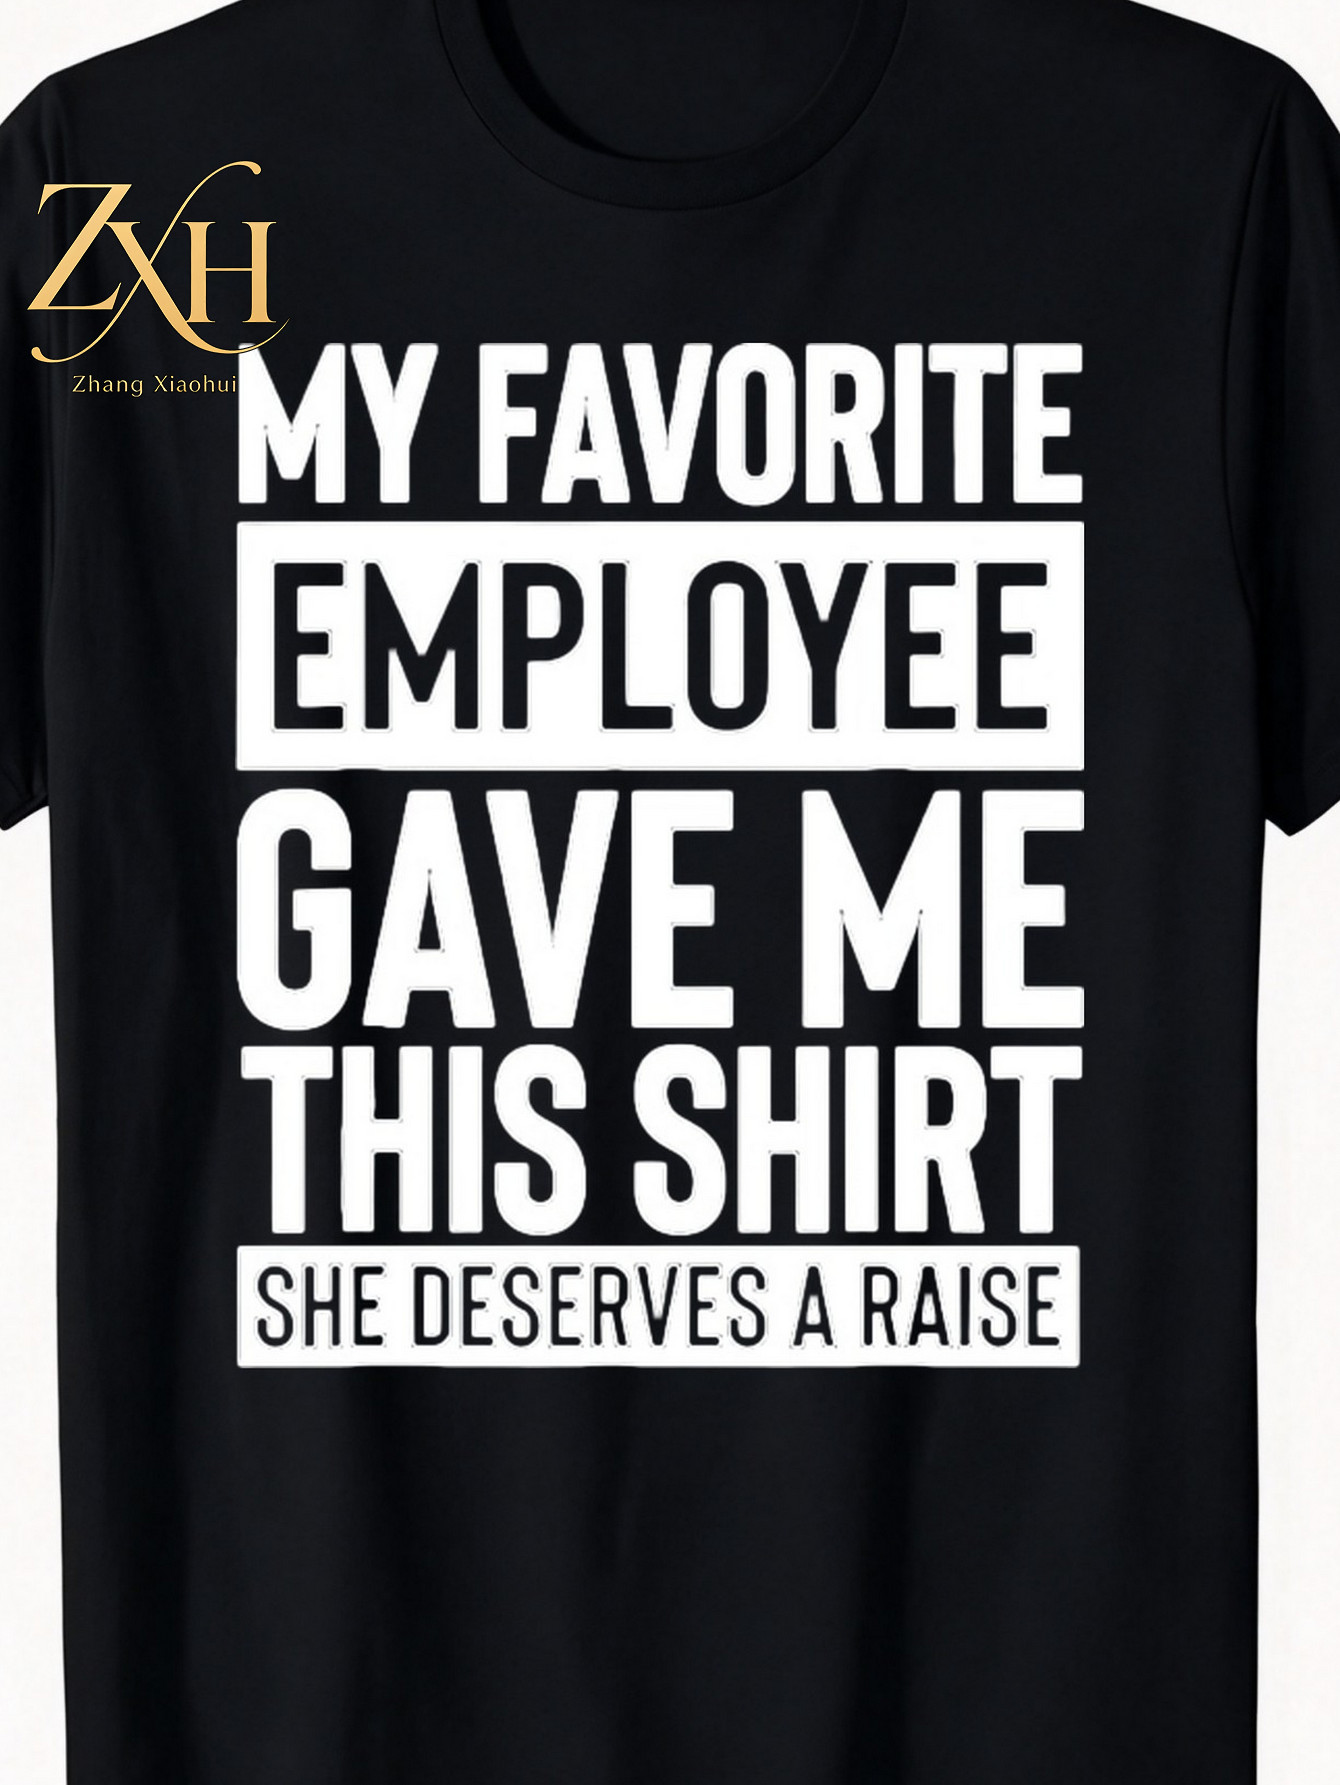 ZXH
Zhang Xiaohui
MY FAVORITE
EMPLOYEE
GAVE ME
THIS SHIRT
SHE DESERVES A RAISE